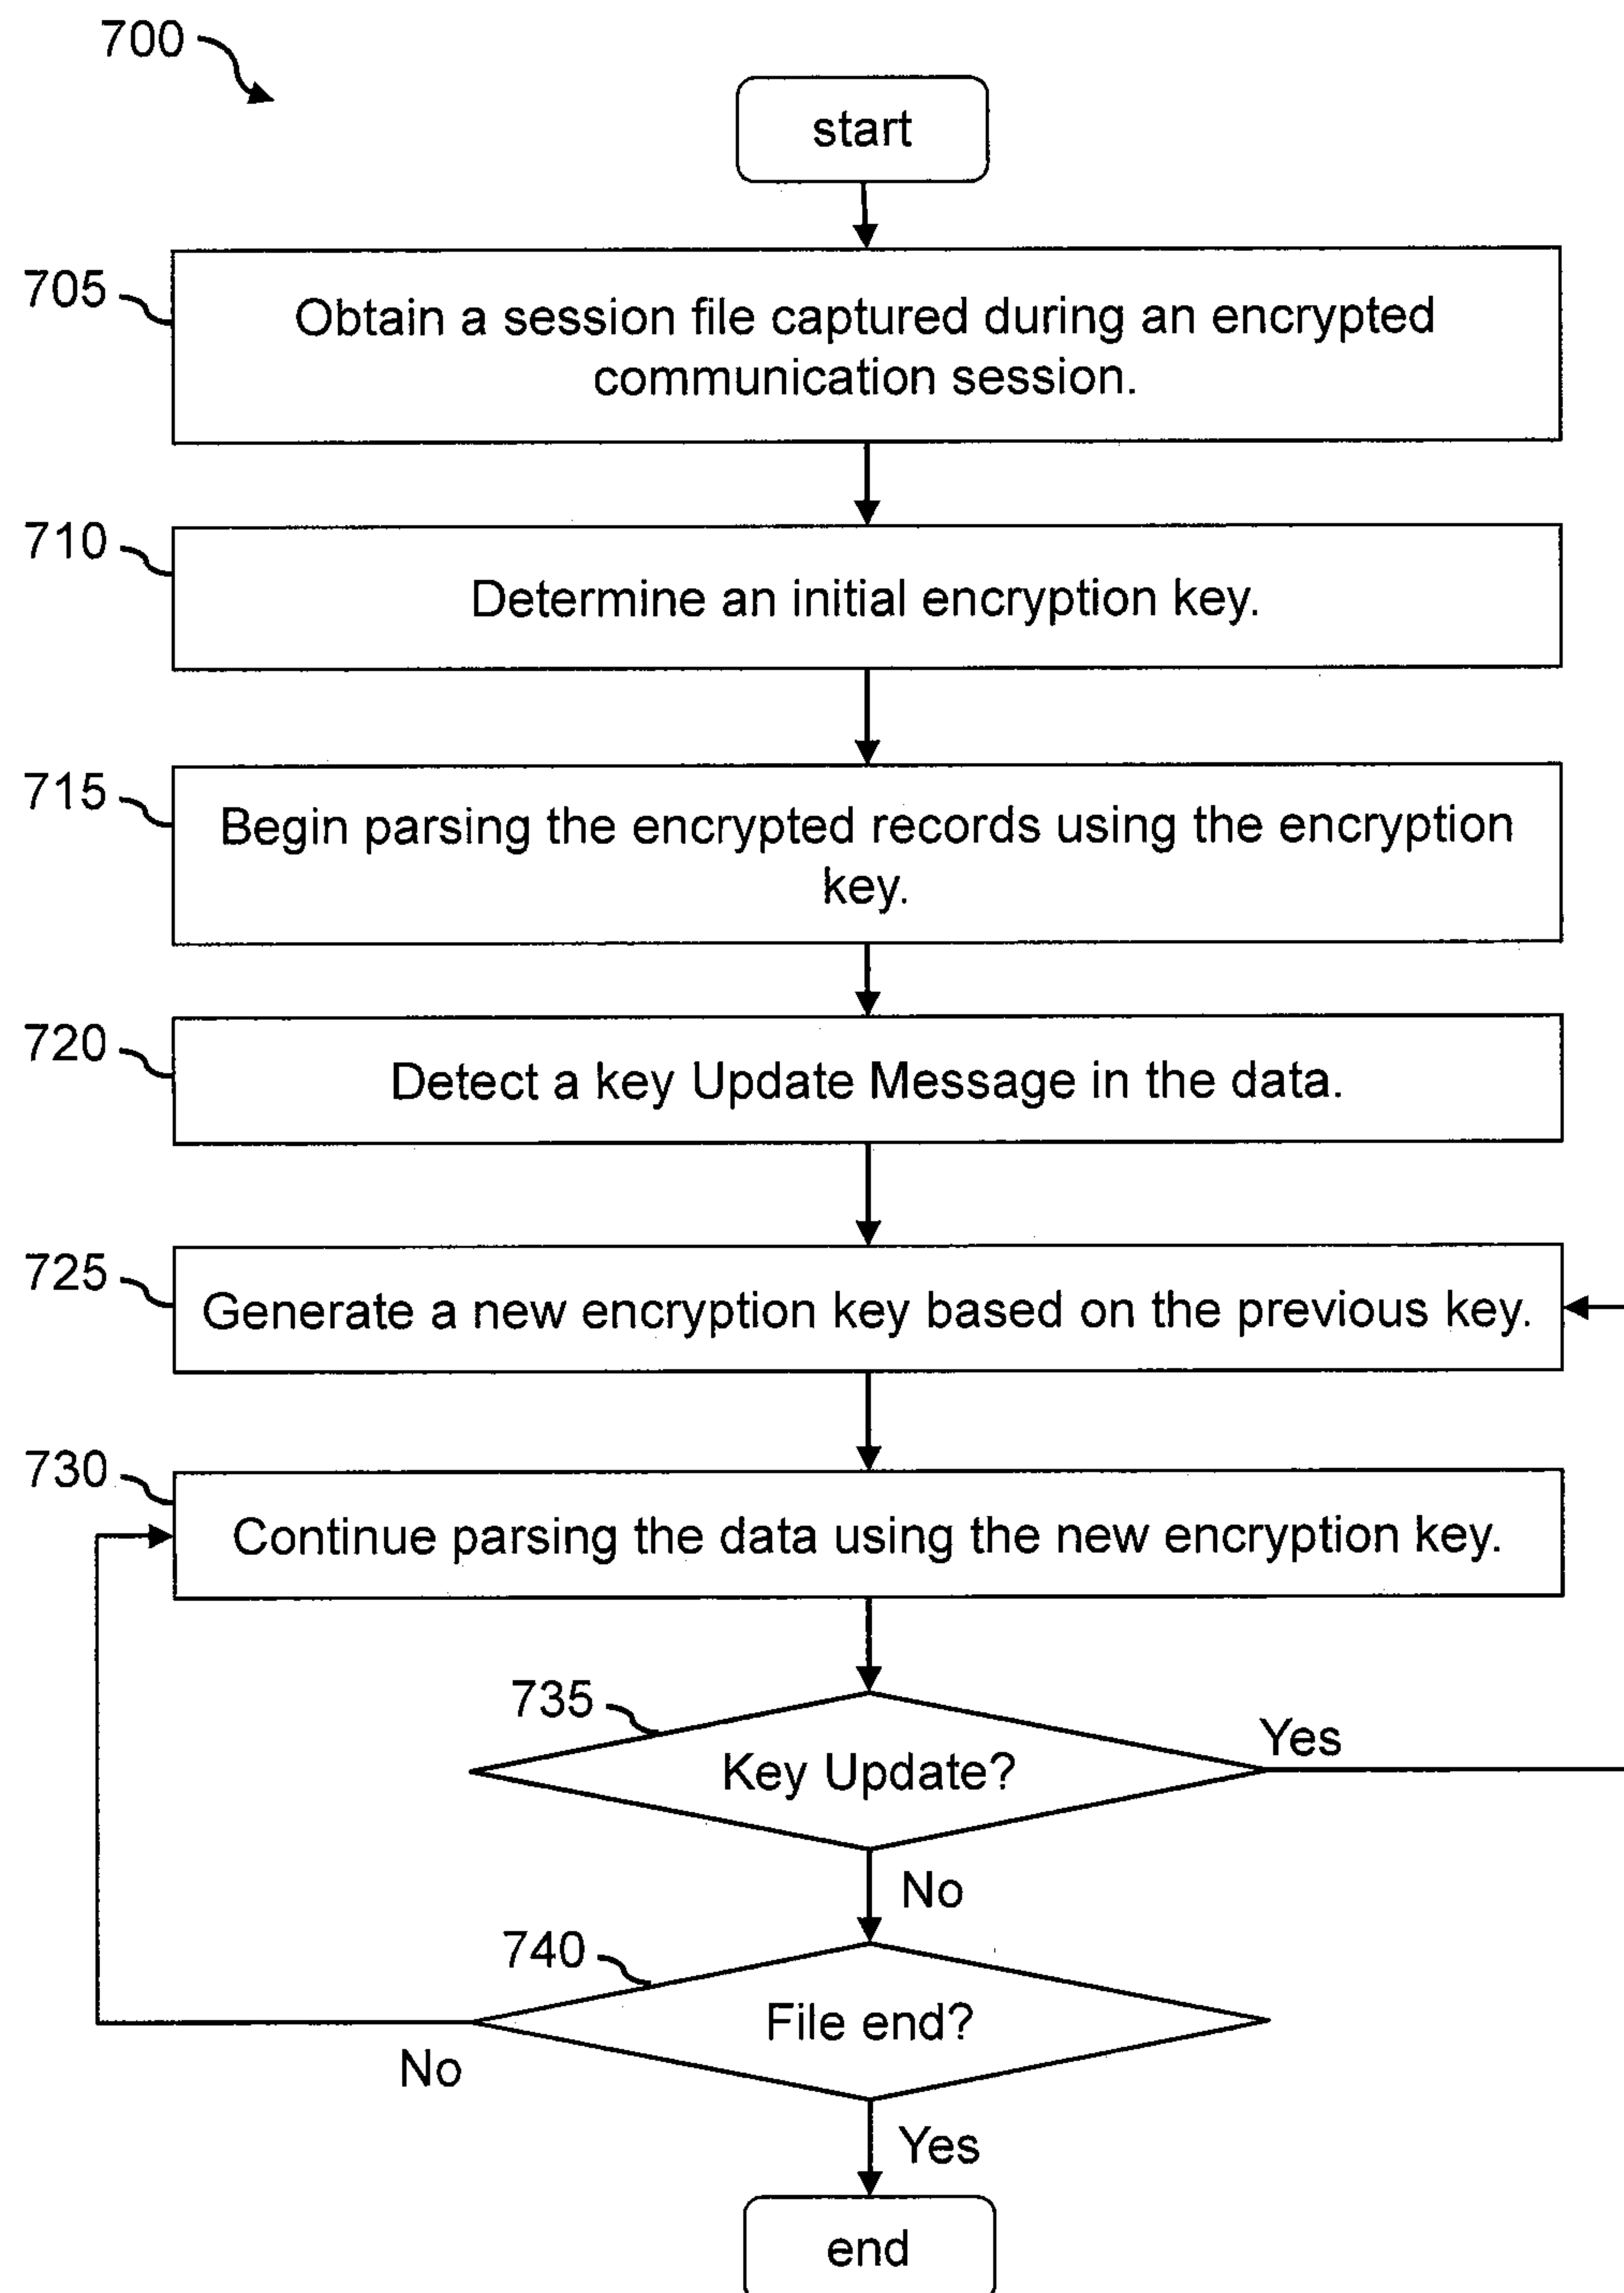 700
start
705
Obtain a session file captured during an encrypted
communication session.
710
Determine an initial encryption key.
715
Begin parsing the encrypted records using the encryption
key.
720
Detect a key Update Message in the data.
725
Generate a new encryption key based on the previous key.
730
Continue parsing the data using the new encryption key.
735
Key Update?
Yes
No
740
File end?
No
Yes
end